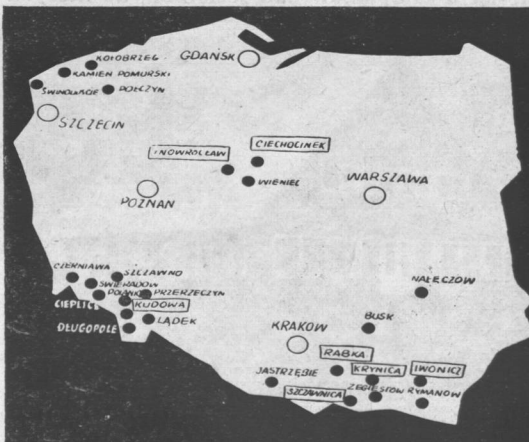 KOŁOBRZEG
GDAŃSK
KAMIEŃ POMORSKI
ŚWINOUJŚCIE
POŁCZYN
SZCZECIN
INOWROCŁAW
CIECHOCINEK
WIENIEC
POZNAŃ
WARSZAWA
CZERNIAWA
SZCZAWNO
ŚWIERADÓW
NAŁĘCZÓW
CIEPLICE
POLANICA
PRZERZECZYN
KUDOWA
DŁUGOPOLE
LĄDEK
BUSK
KRAKÓW
RABKA
JASTRZĘBIE
KRYNICA
IWONICZ
SZCZAWNICA
ŻEGIESTÓW
RYMANÓW